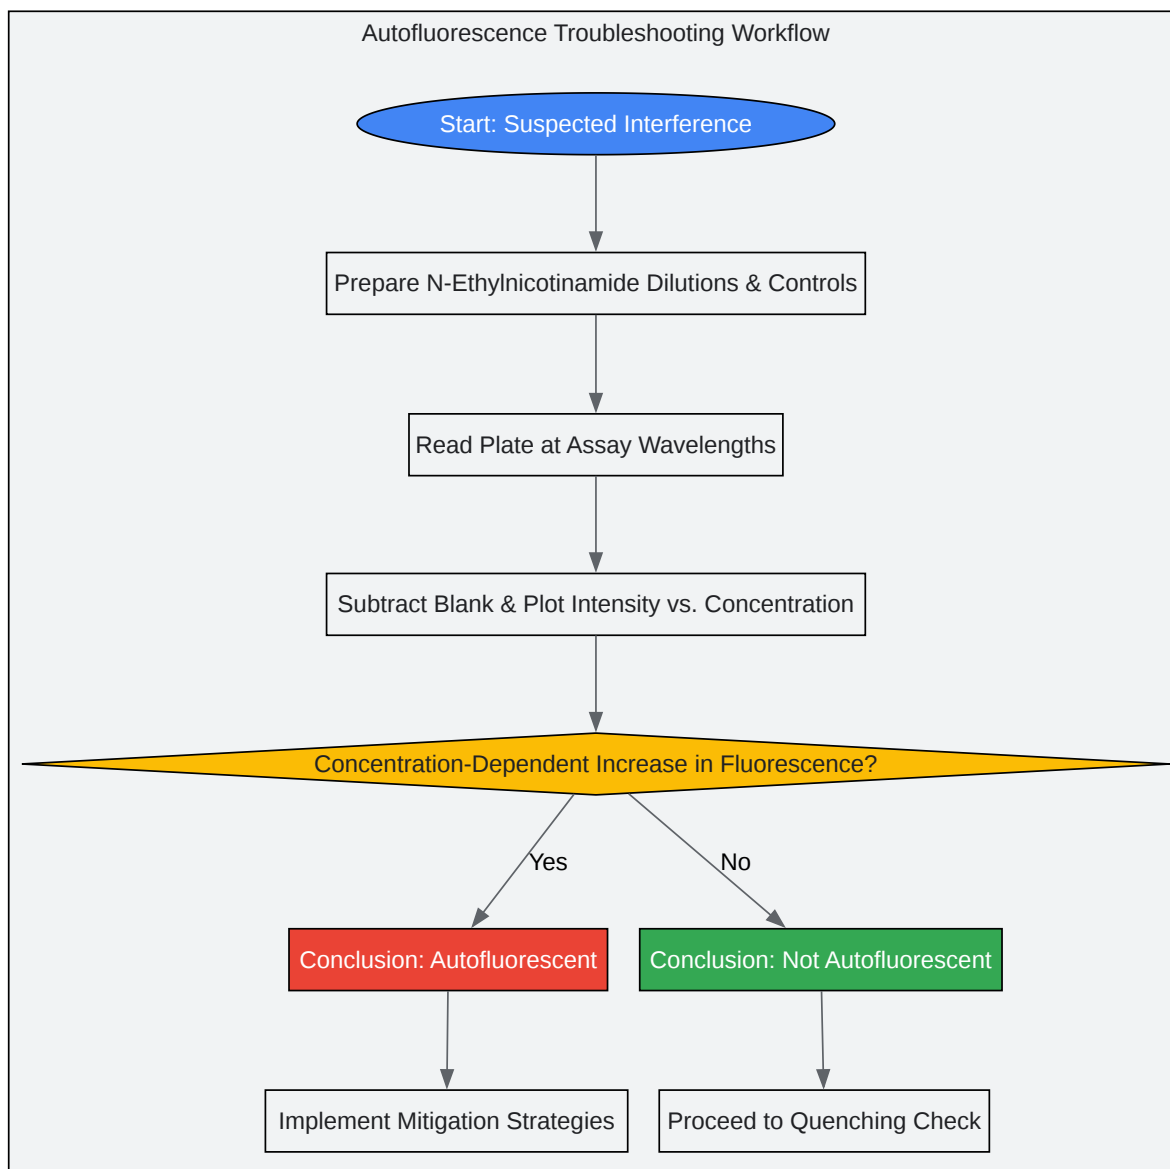 Autofluorescence Troubleshooting Workflow
Start: Suspected Interference
Prepare N-Ethylnicotinamide Dilutions & Controls
Read Plate at Assay Wavelengths
Subtract Blank & Plot Intensity vs. Concentration
Concentration-Dependent Increase in Fluorescence?
Yes
No
Conclusion: Autofluorescent
Conclusion: Not Autofluorescent
Implement Mitigation Strategies
Proceed to Quenching Check